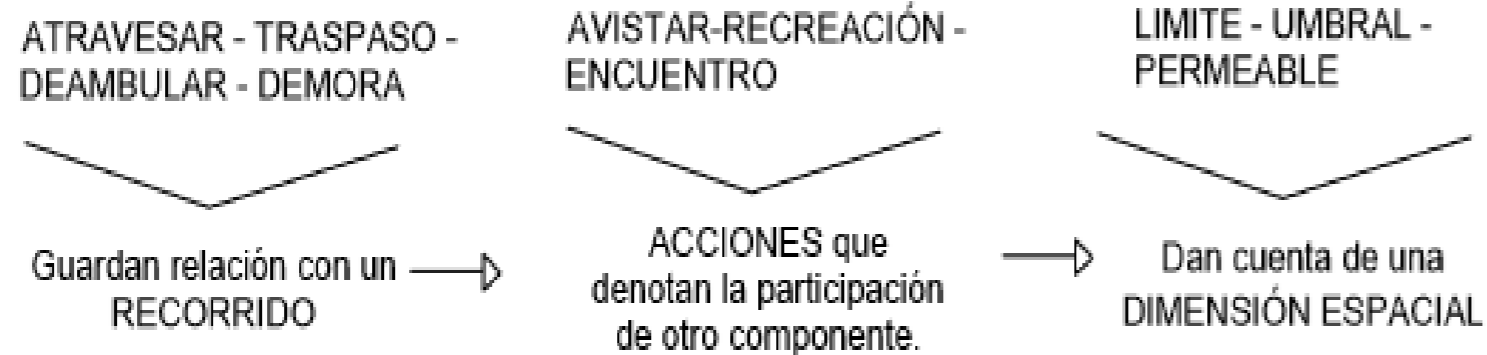 ATRAVESAR - TRASPASO -
DEAMBULAR - DEMORA
Guardan relación con un
RECORRIDO
AVISTAR-RECREACIÓN -
ENCUENTRO
ACCIONES que
denotan la participación
de otro componente.
LIMITE - UMBRAL -
PERMEABLE
Dan cuenta de una
DIMENSIÓN ESPACIAL